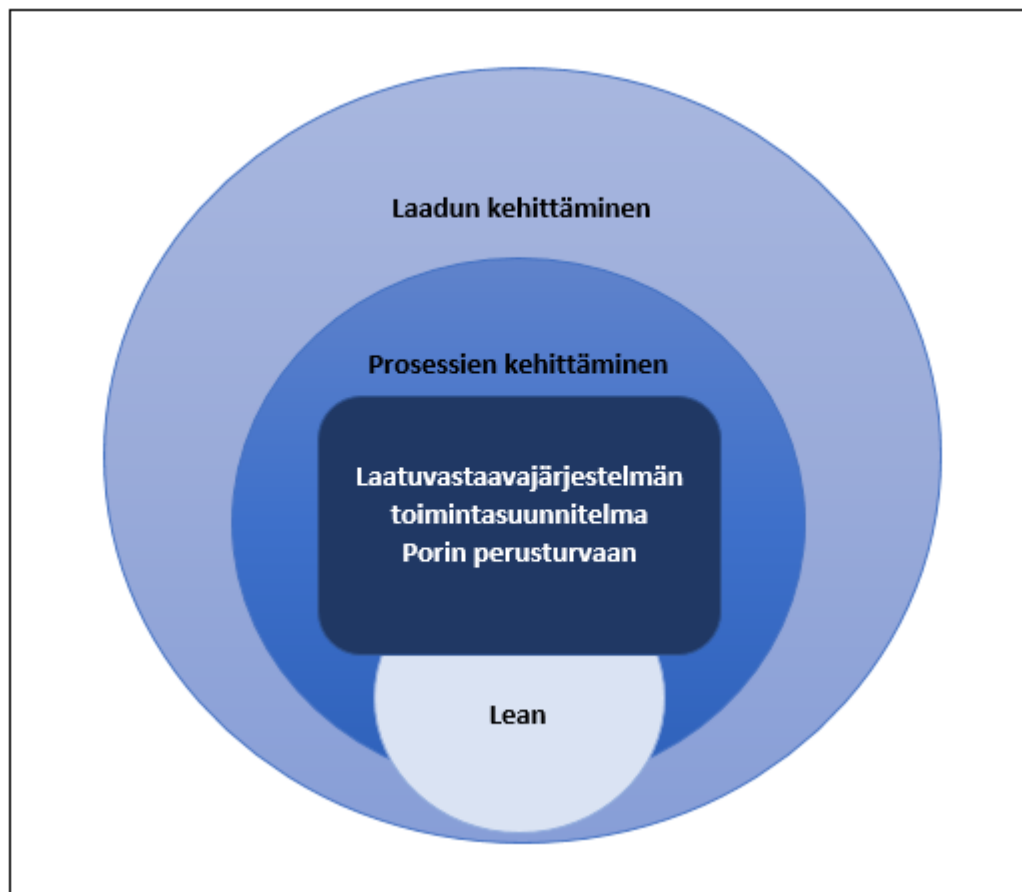 Laadun kehittäminen
Prosessien kehittäminen
Laatuvastaavajärjestelmän
toimintasuunnitelma
Porin perusturvaan
Lean